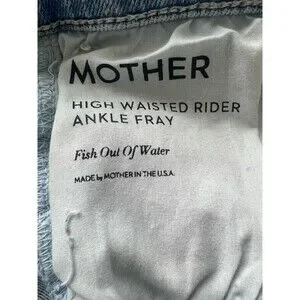 MOTHER
HIGH WAISTED RIDER
ANKLE FRAY
Fish Out Of Water
MADE by MOTHER IN THE U.S.A.